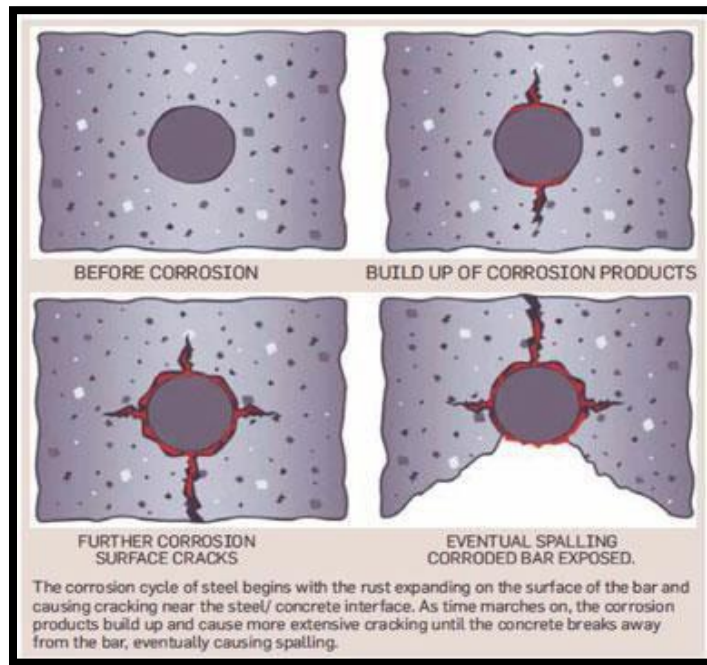 BEFORE CORROSION
BUILD UP OF CORROSION PRODUCTS
FURTHER CORROSION
SURFACE CRACKS
EVENTUAL SPALLING
CORRODED BAR EXPOSED.
The corrosion cycle of steel begins with the rust expanding on the surface of the bar and
causing cracking near the steel/ concrete interface. As time marches on, the corrosion
products build up and cause more extensive cracking until the concrete breaks away
from the bar, eventually causing spalling.